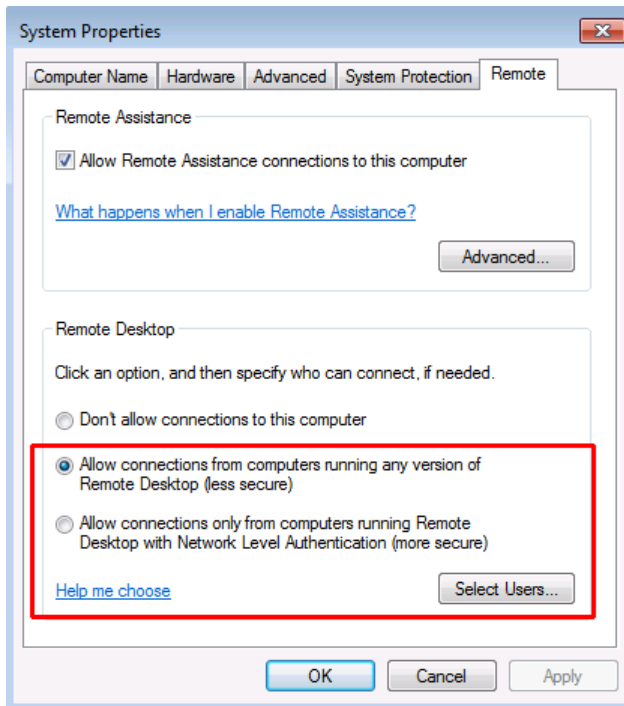 System Properties
Computer Name Hardware Advanced System Protection Remote
Remote Assistance
Allow Remote Assistance connections to this computer
What happens when I enable Remote Assistance?
Advanced...
Remote Desktop
Click an option, and then specify who can connect, if needed.
Don't allow connections to this computer
Allow connections from computers running any version of
Remote Desktop (less secure)
Allow connections only from computers running Remote
Desktop with Network Level Authentication (more secure)
Help me choose Select Users...
OK Cancel Apply